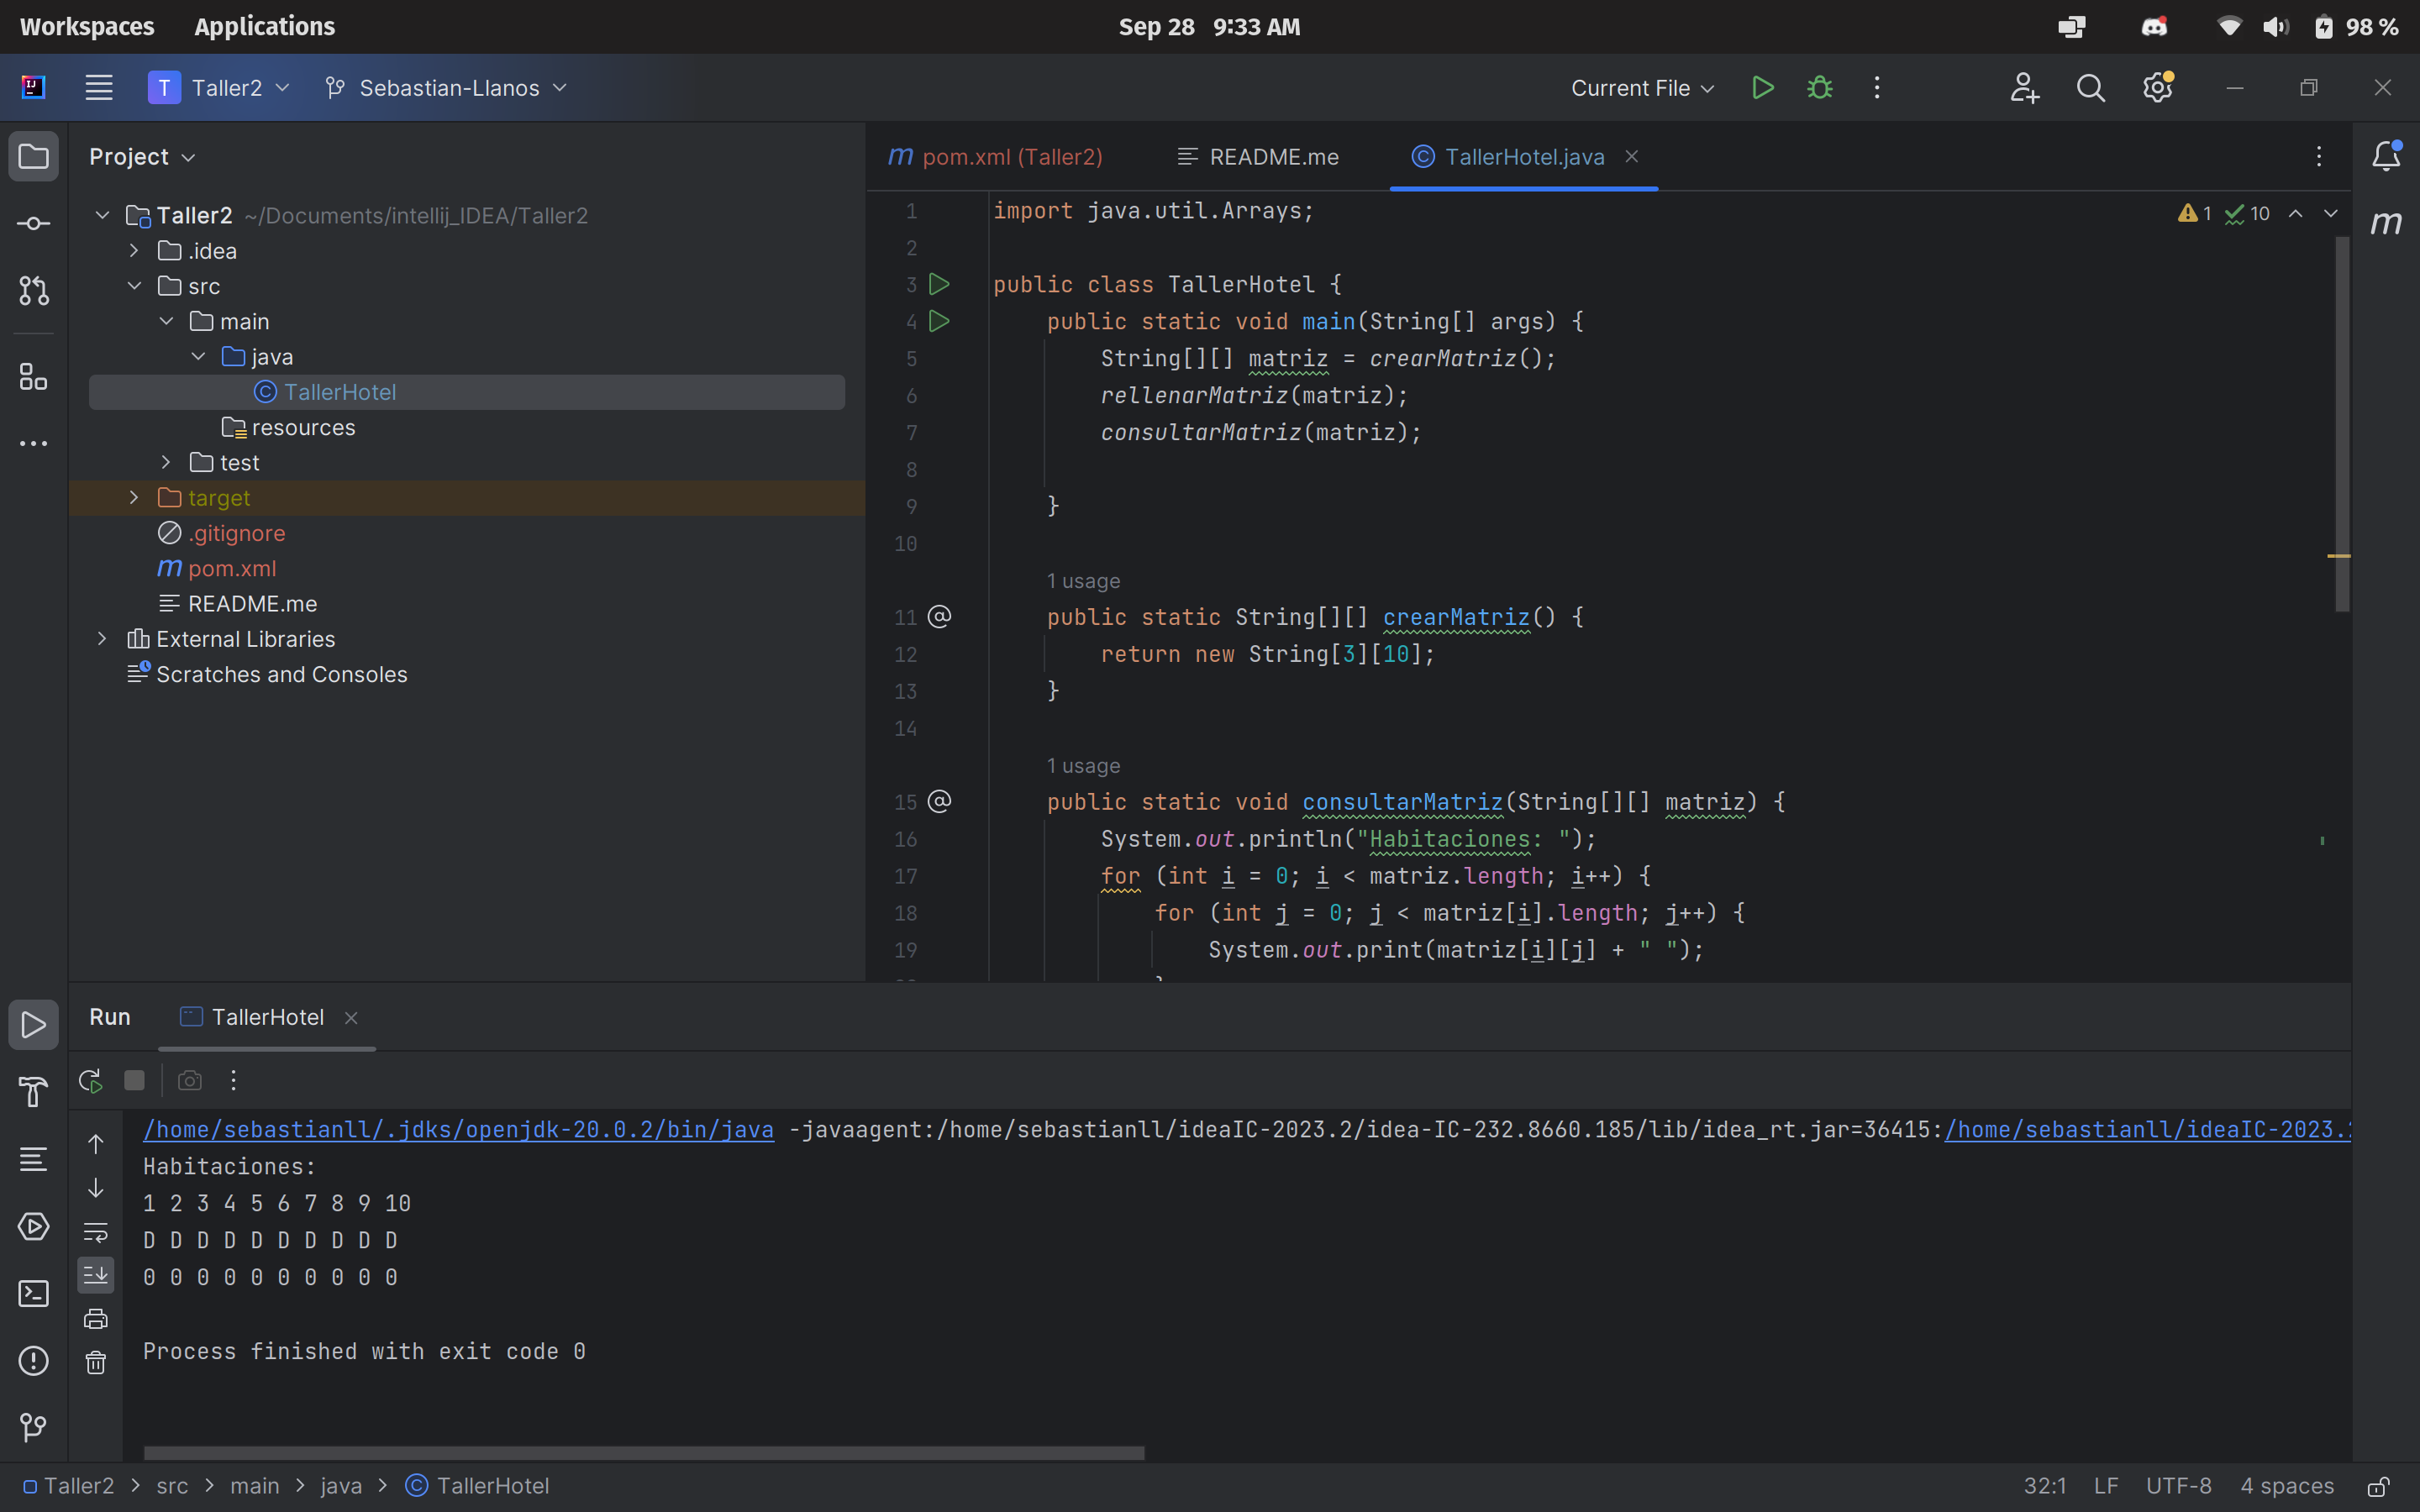 Workspaces Applications Sep 28 9:33 AM 98 %
T Taller2 Sebastian-Llanos Current File
Project
Taller2 ~/Documents/intellij_IDEA/Taller2
.idea
src
main
java
TallerHotel
resources
test
target
.gitignore
pom.xml
README.me
External Libraries
Scratches and Consoles
pom.xml (Taller2) README.me TallerHotel.java
1 10
1 import java.util.Arrays;
2
3 public class TallerHotel {
4 public static void main(String[] args) {
5 String[][] matriz = crearMatriz();
6 rellenarMatriz(matriz);
7 consultarMatriz(matriz);
8
9 }
10
1 usage
11 public static String[][] crearMatriz() {
12 return new String[3][10];
13 }
14
1 usage
15 public static void consultarMatriz(String[][] matriz) {
16 System.out.println("Habitaciones: ");
17 for (int i = 0; i < matriz.length; i++) {
18 for (int j = 0; j < matriz[i].length; j++) {
19 System.out.print(matriz[i][j] + " ");
Run TallerHotel
/home/sebastianll/.jdks/openjdk-20.0.2/bin/java -javaagent:/home/sebastianll/ideaIC-2023.2/idea-IC-232.8660.185/lib/idea_rt.jar=36415:/home/sebastianll/ideaIC-2023.
Habitaciones:
1 2 3 4 5 6 7 8 9 10
D D D D D D D D D D
0 0 0 0 0 0 0 0 0 0
Process finished with exit code 0
Taller2 > src > main > java > TallerHotel 32:1 LF UTF-8 4 spaces